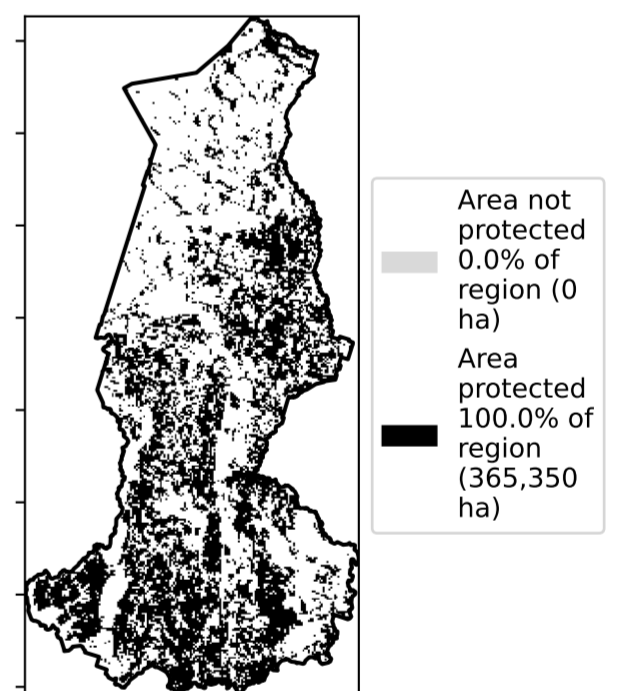 Area not
protected
0.0% of
region (0
ha)
Area
protected
100.0% of
region
(365,350
ha)